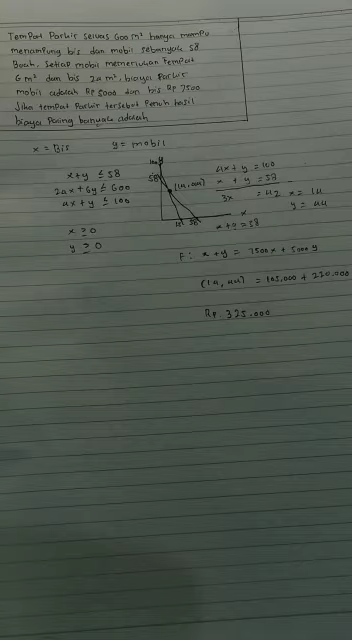 Tempat Parkir seluas 600 m² hanya mampu
menampung bis dan mobil sebanyak 58
Buah, setiap mobil memerlukan Tempat
6 m² dan bis 24 m², biaya Parkir
mobil adalah Rp 5000 dan bis Rp 7500
Jika tempat Parkir tersebut Penuh hasil
biaya Paling banyak adalah
x = Bis y = mobil
x+y ≤ 58
24x + 6y ≤ 600
4x + y ≤ 100
x ≥ 0
y ≥ 0
100 y
58
(14,44)
x
4x + y = 100
x + y = 58
3x = 42 x = 14
y = 44
x + y = 58
F: x + y = 7500 x + 5000 y
(14, 44) = 105.000 + 220.000
Rp 325.000